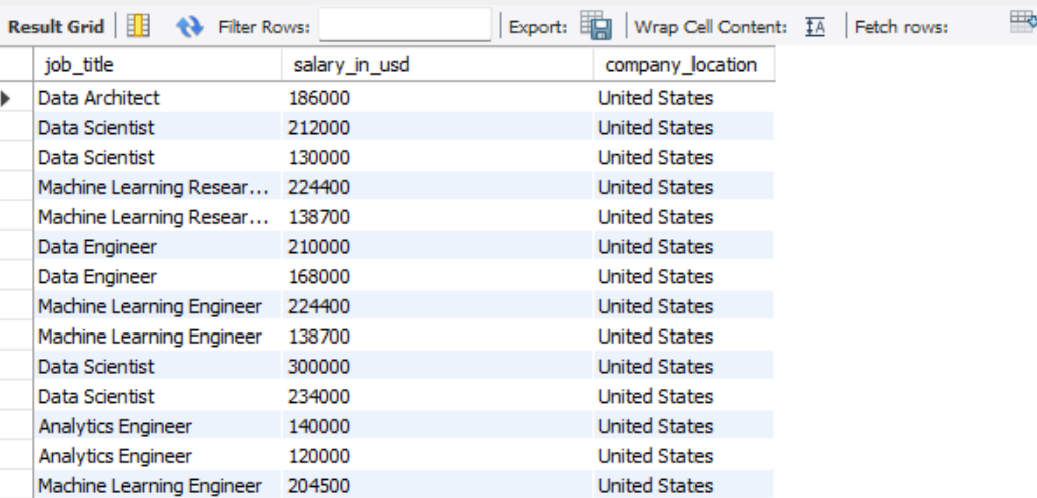 Result Grid Filter Rows: Export: Wrap Cell Content: IA Fetch rows:
job_title salary_in_usd company_location
Data Architect 186000 United States
Data Scientist 212000 United States
Data Scientist 130000 United States
Machine Learning Resear... 224400 United States
Machine Learning Resear... 138700 United States
Data Engineer 210000 United States
Data Engineer 168000 United States
Machine Learning Engineer 224400 United States
Machine Learning Engineer 138700 United States
Data Scientist 300000 United States
Data Scientist 234000 United States
Analytics Engineer 140000 United States
Analytics Engineer 120000 United States
Machine Learning Engineer 204500 United States